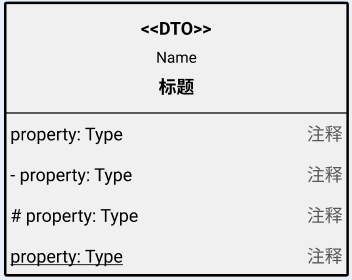 <<DTO>>
Name
标题
property: Type 注释
- property: Type 注释
# property: Type 注释
property: Type 注释